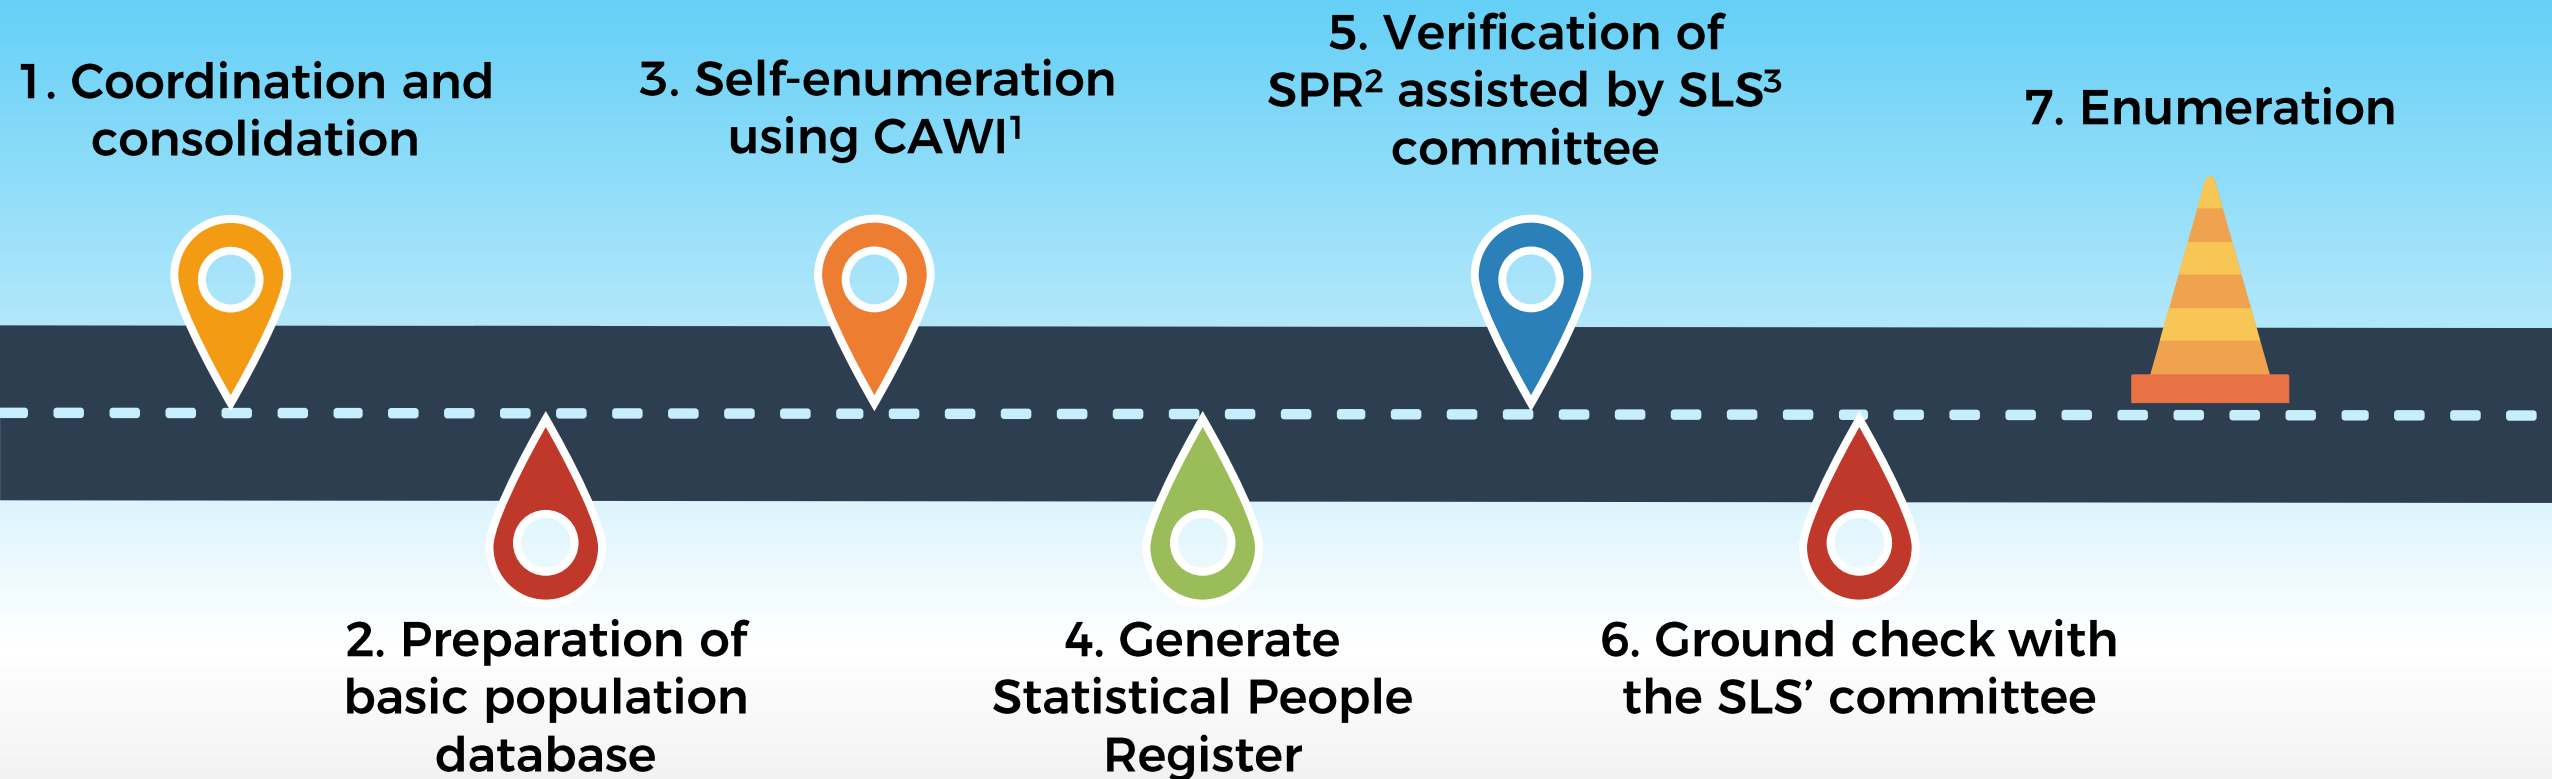 1. Coordination and
consolidation
2. Preparation of
basic population
database
3. Self-enumeration
using CAWI¹
4. Generate
Statistical People
Register
5. Verification of
SPR² assisted by SLS³
committee
6. Ground check with
the SLS’ committee
7. Enumeration